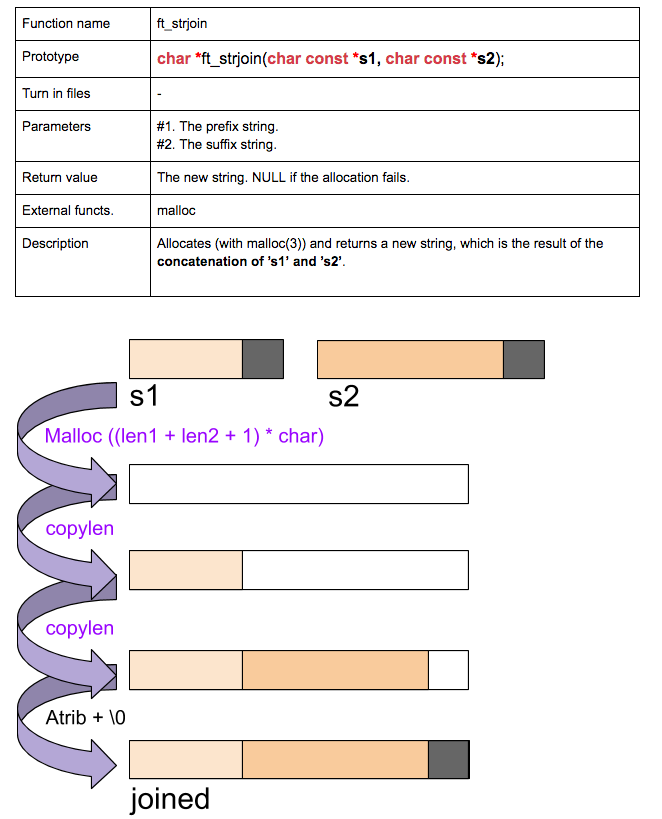 Function name ft_strjoin
Prototype char *ft_strjoin(char const *s1, char const *s2);
Turn in files -
Parameters #1. The prefix string.
#2. The suffix string.
Return value The new string. NULL if the allocation fails.
External functs. malloc
Description Allocates (with malloc(3)) and returns a new string, which is the result of the
concatenation of ’s1’ and ’s2’.
s1 s2
Malloc ((len1 + len2 + 1) * char)
copylen
copylen
Atrib + \0
joined